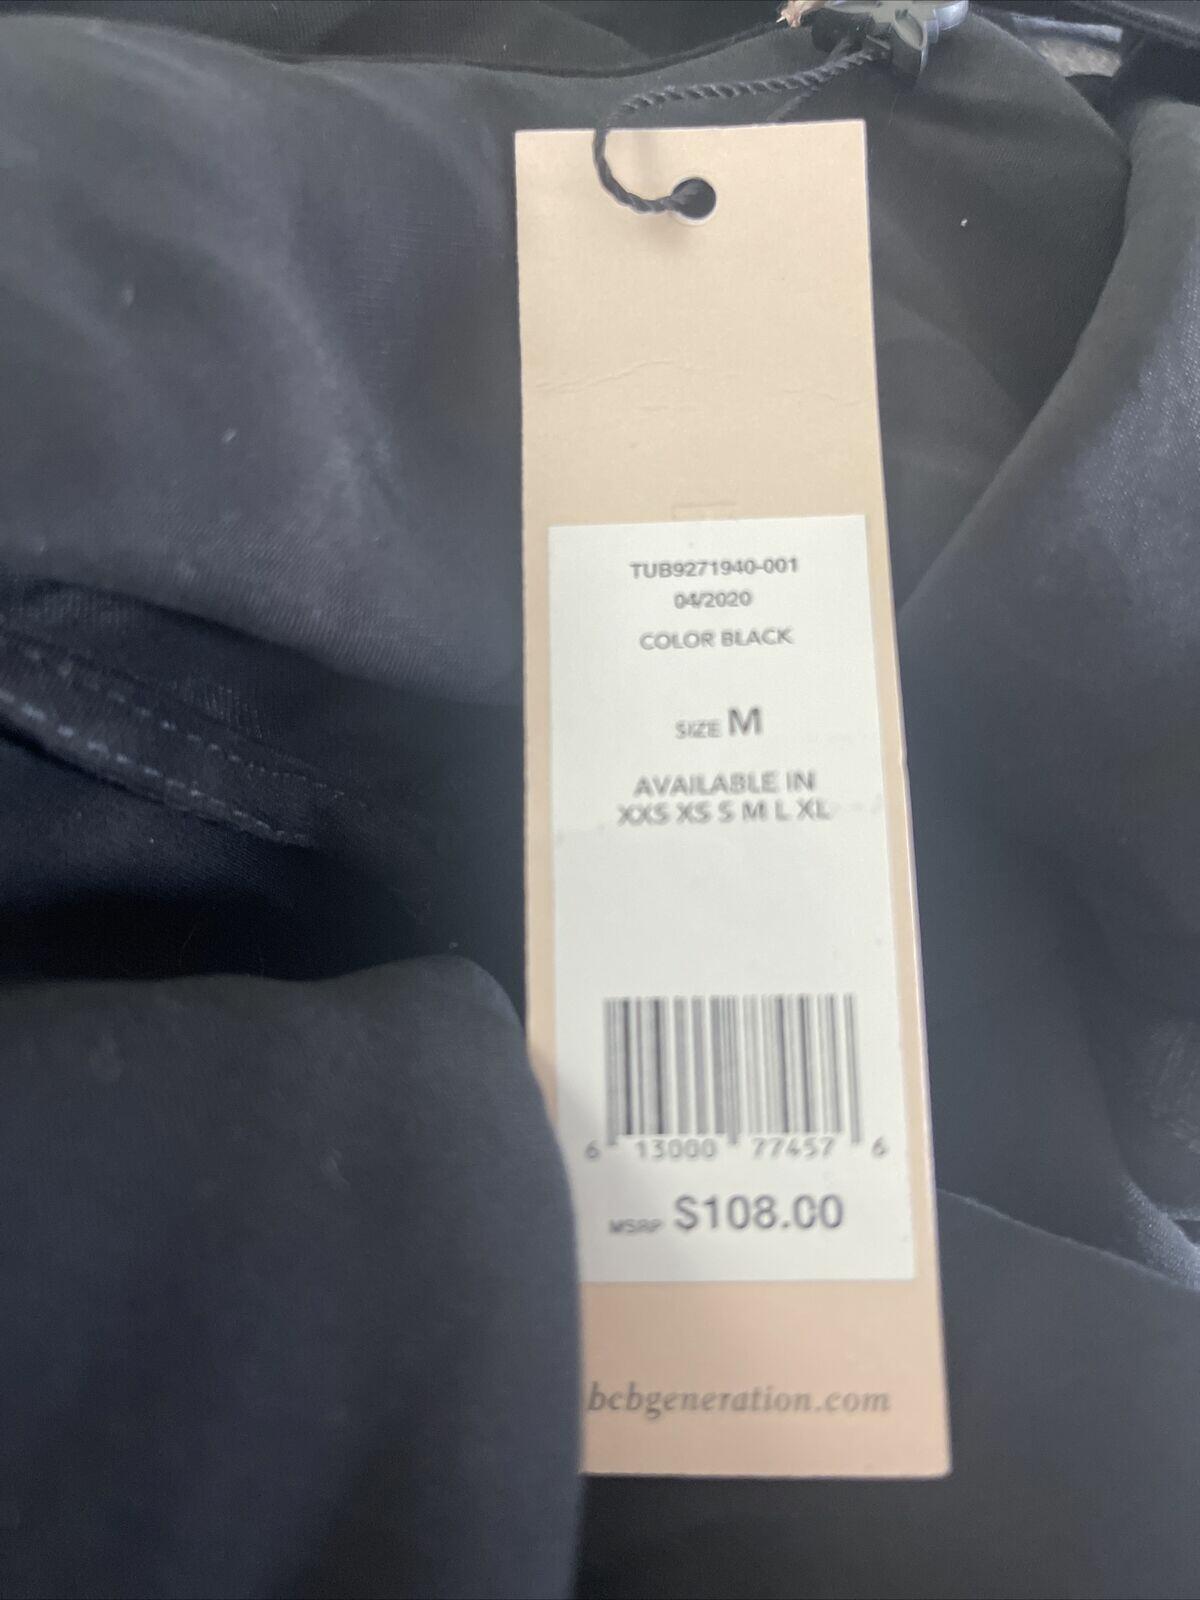 TUB9271940-001
04/2020
COLOR BLACK
SIZE M
AVAILABLE IN
XXS XS S M L XL
6 13000 77457 6
MSRP $108.00
bcbgeneration.com